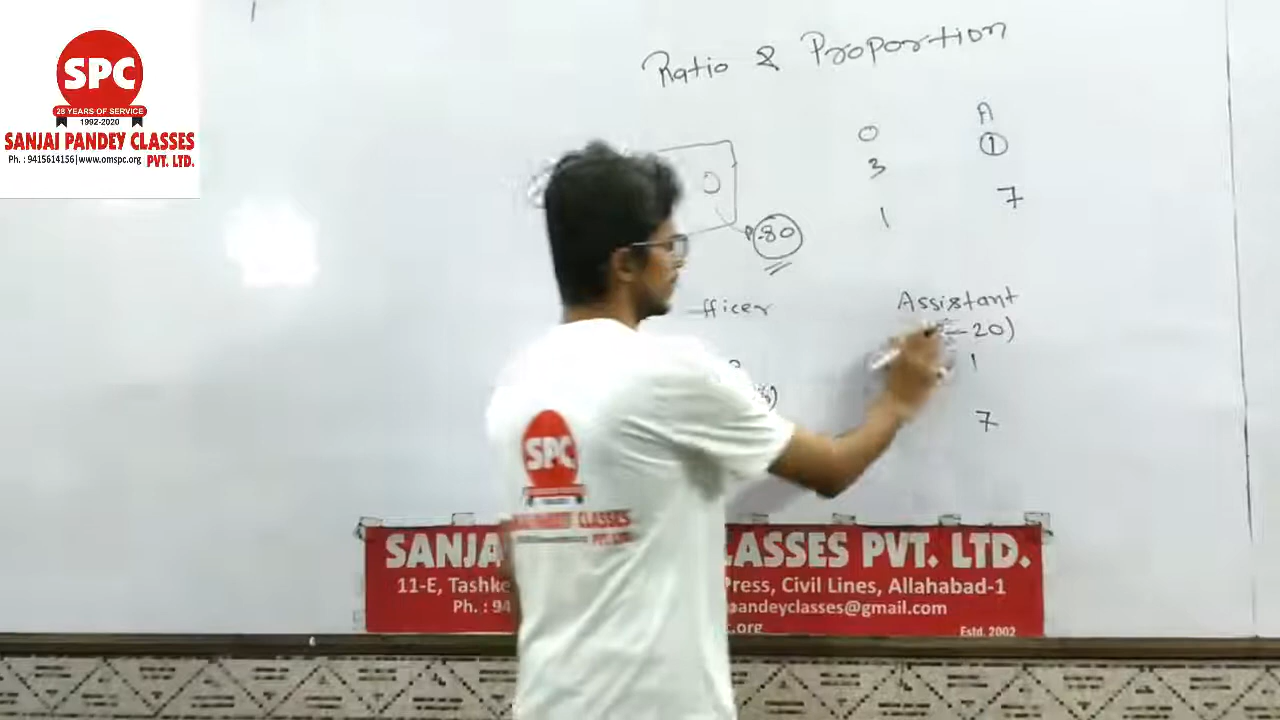 SPC
28 YEARS OF SERVICE
1992-2020
SANJAI PANDEY CLASSES
Ph. : 9415614156|www.omspc.org PVT. LTD.
Ratio & Proportion
O A
3 1
1 7
O
80
fficer Assistant
20)
1
7
SPC
CLASSES
SANJA LASSES PVT. LTD.
11-E, Tashke Press, Civil Lines, Allahabad-1
Ph. : 94 pandeyclasses@gmail.com
.org Estd. 2002